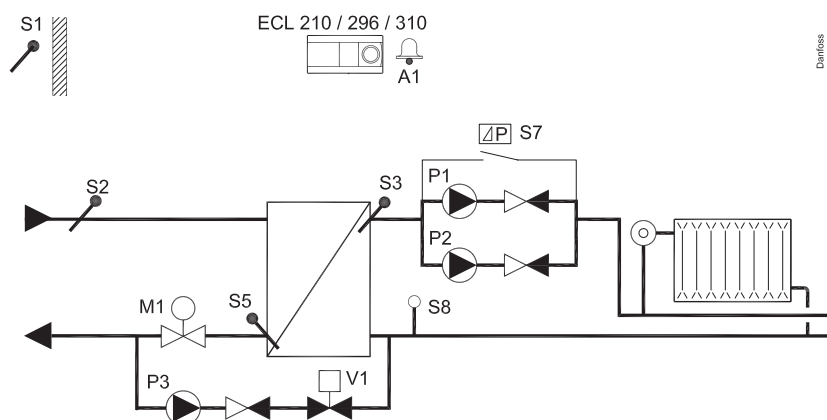 S1
ECL 210 / 296 / 310
A1
Danfoss
P S7
S2
S3
P1
P2
M1
S5
S8
P3
V1